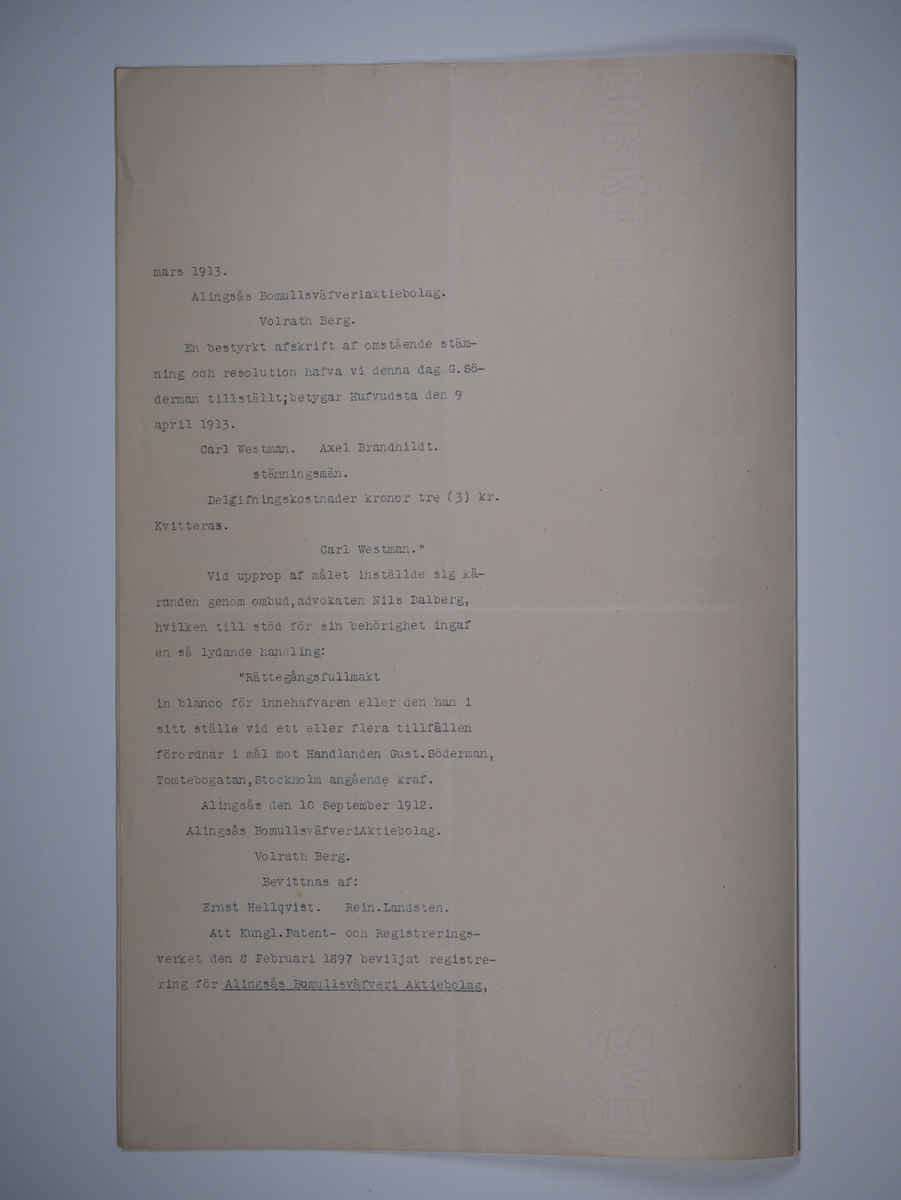 mars 1913.
Alingsås Bomullsväfveriaktiebolag.
Volrath Berg.
En bestyrkt afskrift af omstående stäm-
ning och resolution hafva vi denna dag G.Sö-
derman tillställt;betygar Hufvudsta den 9
april 1913.
Carl Westman. Axel Brandhildt.
stämningsmän.
Delgifningskostnader kronor tre (3) kr.
Kvitteras.
Carl Westman."
Vid upprop af målet inställde sig kä-
randen genom ombud,advokaten Nils Dalberg,
hvilken till stöd för sin behörighet ingaf
en så lydande handling:
"Rättegångsfullmakt
in blanco för innehafvaren eller den han i
sitt ställe vid ett eller flera tillfällen
förordnar i mål mot Handlanden Gust.Söderman,
Tomtebogatan,Stockholm angående kraf.
Alingsås den 10 September 1912.
Alingsås BomullsväfveriAktiebolag.
Volrath Berg.
Bevittnas af:
Ernst Hellqvist. Rein.Landsten.
Att Kungl.Patent- och Registrerings-
verket den 8 Februari 1897 beviljat registre-
ring för Alingsås Bomullsväfveri Aktiebolag,